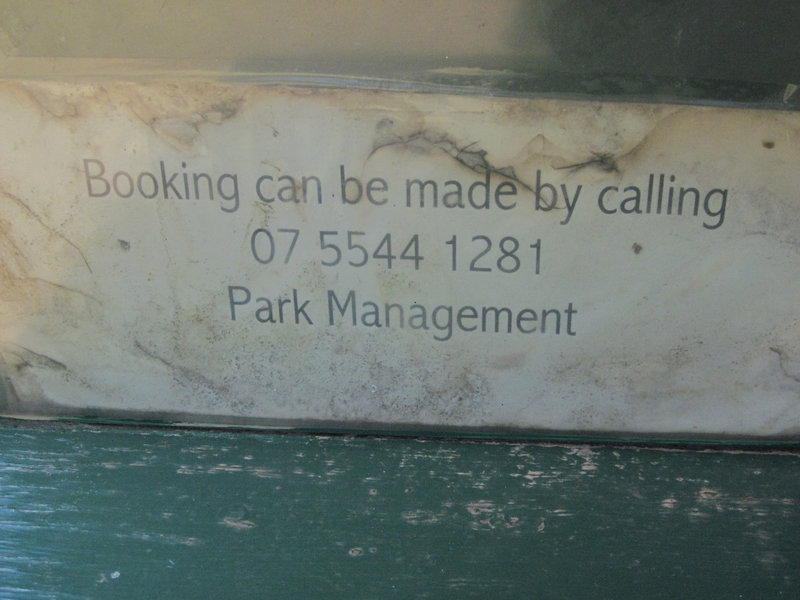 Booking can be made by calling
07 5544 1281
Park Management